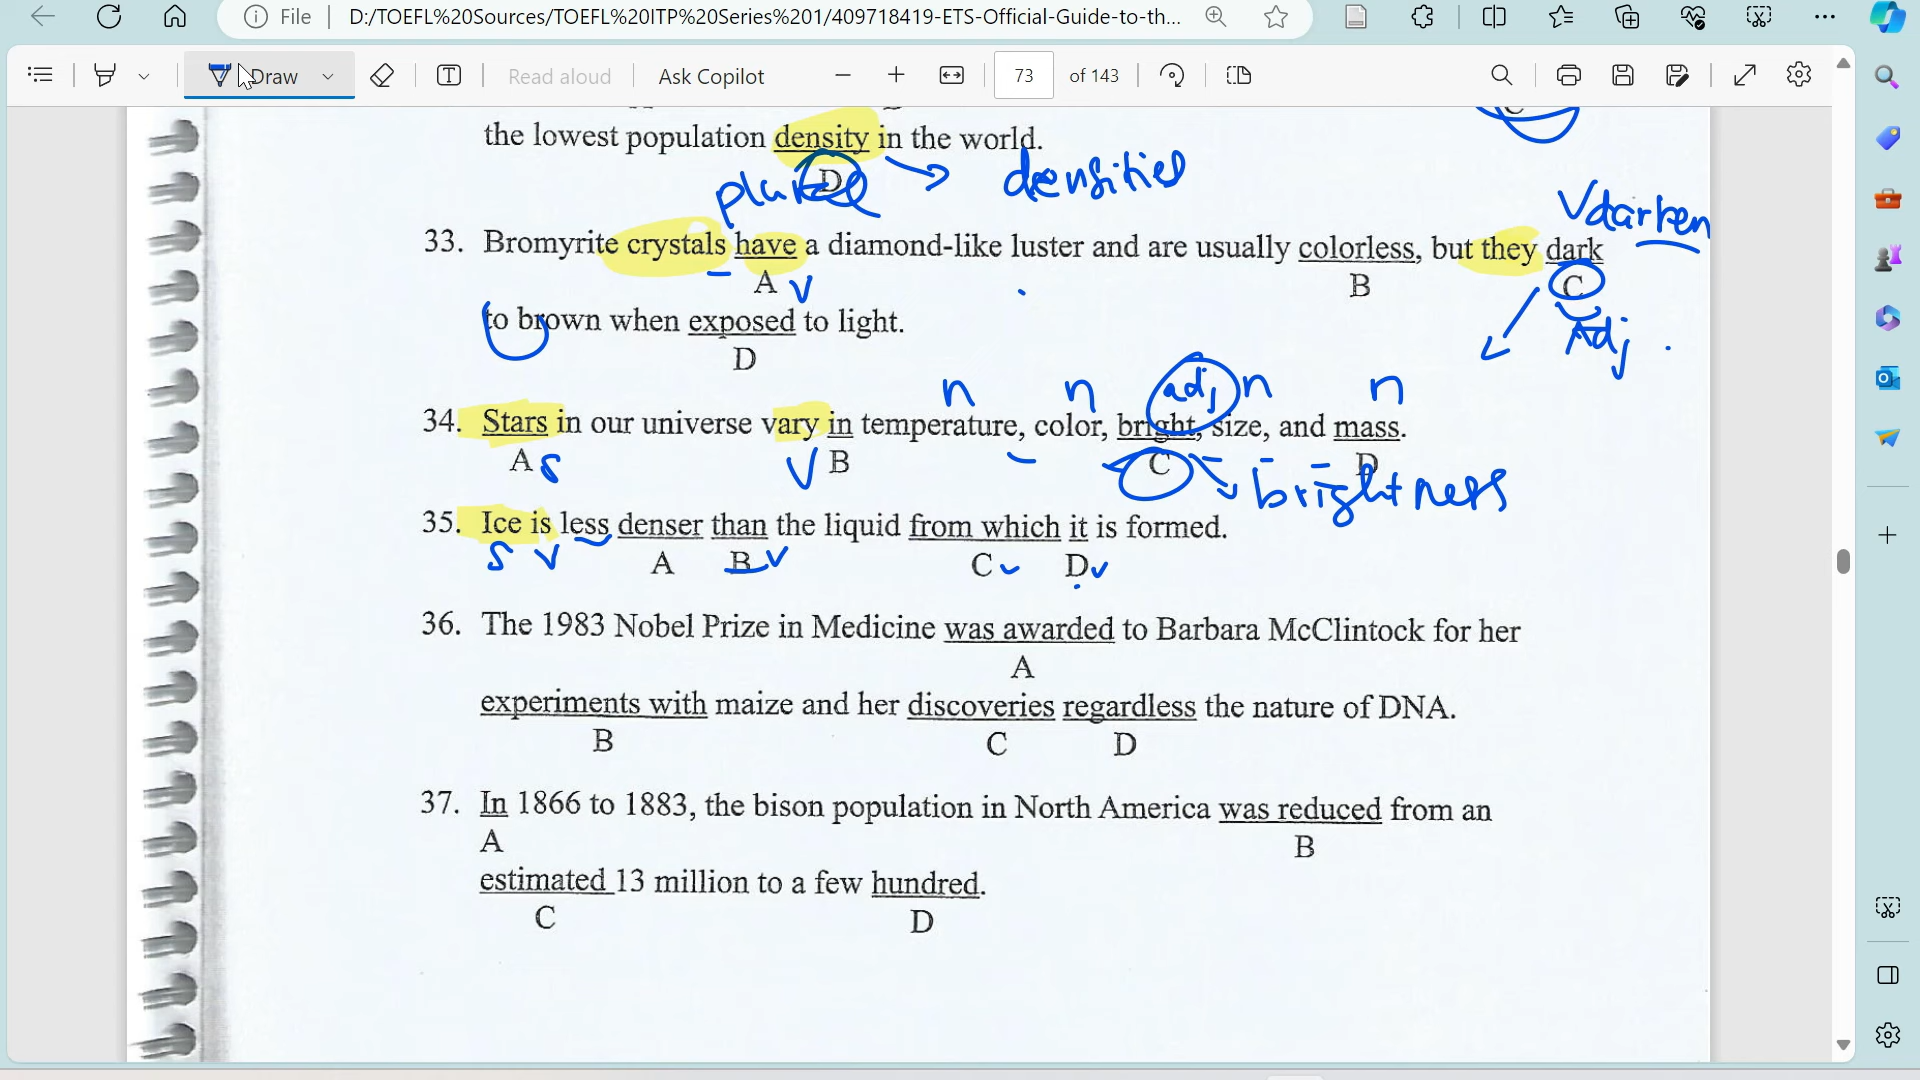 File D:/TOEFL%20Sources/TOEFL%20ITP%20Series%201/409718419-ETS-Official-Guide-to-th...
Draw Read aloud Ask Copilot 73 of 143
the lowest population density in the world.
D
plural densities
Vdarken
33. Bromyrite crystals have a diamond-like luster and are usually colorless, but they dark
A V B C
to brown when exposed to light.
D
Adj.
n n adj n n
34. Stars in our universe vary in temperature, color, bright, size, and mass.
A S V B C D
brightness
35. Ice is less denser than the liquid from which it is formed.
S V A B C D
36. The 1983 Nobel Prize in Medicine was awarded to Barbara McClintock for her
A
experiments with maize and her discoveries regardless the nature of DNA.
B C D
37. In 1866 to 1883, the bison population in North America was reduced from an
A B
estimated 13 million to a few hundred.
C D